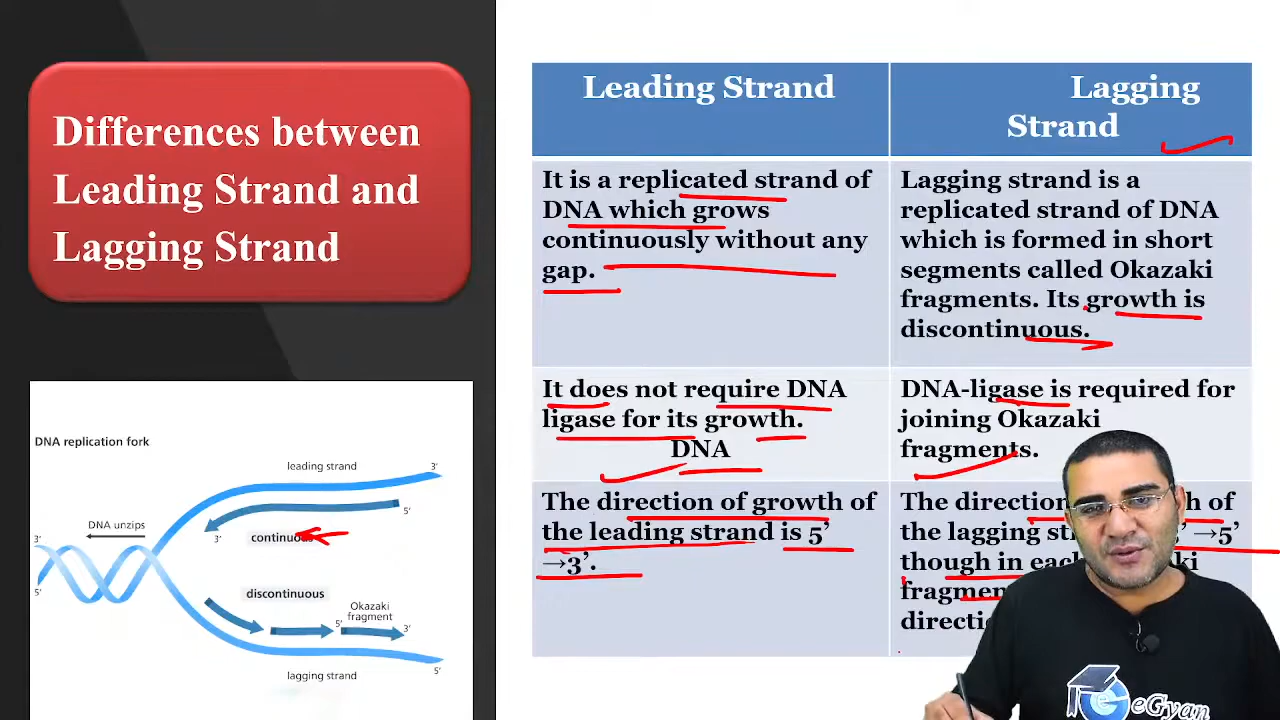 Differences between
Leading Strand and
Lagging Strand
DNA replication fork
leading strand
3'
DNA unzips
5'
3'
3'
continuous
5'
discontinuous
Okazaki
fragment
5'
3'
lagging strand
5'
Leading Strand
Lagging
Strand
It is a replicated strand of
DNA which grows
continuously without any
gap.
Lagging strand is a
replicated strand of DNA
which is formed in short
segments called Okazaki
fragments. Its growth is
discontinuous.
It does not require DNA
ligase for its growth.
DNA
DNA-ligase is required for
joining Okazaki
fragments.
The direction of growth of
the leading strand is 5’
→3’.
The direction of
the lagging →5’
though in each
eGyan